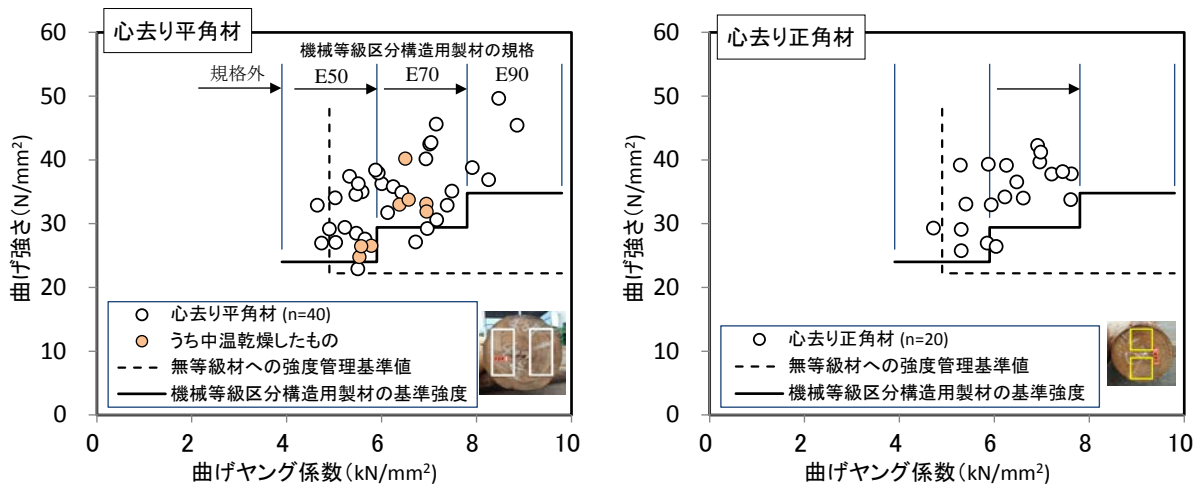 心去り平角材
機械等級区分構造用製材の規格
規格外
E50
E70
E90
60
50
40
30
20
10
0
曲げ強さ(N/mm²)
心去り平角材 (n=40)
うち中温乾燥したもの
無等級材への強度管理基準値
機械等級区分構造用製材の基準強度
0 2 4 6 8 10
曲げヤング係数(kN/mm²)
心去り正角材
60
50
40
30
20
10
0
曲げ強さ(N/mm²)
心去り正角材 (n=20)
無等級材への強度管理基準値
機械等級区分構造用製材の基準強度
0 2 4 6 8 10
曲げヤング係数(kN/mm²)